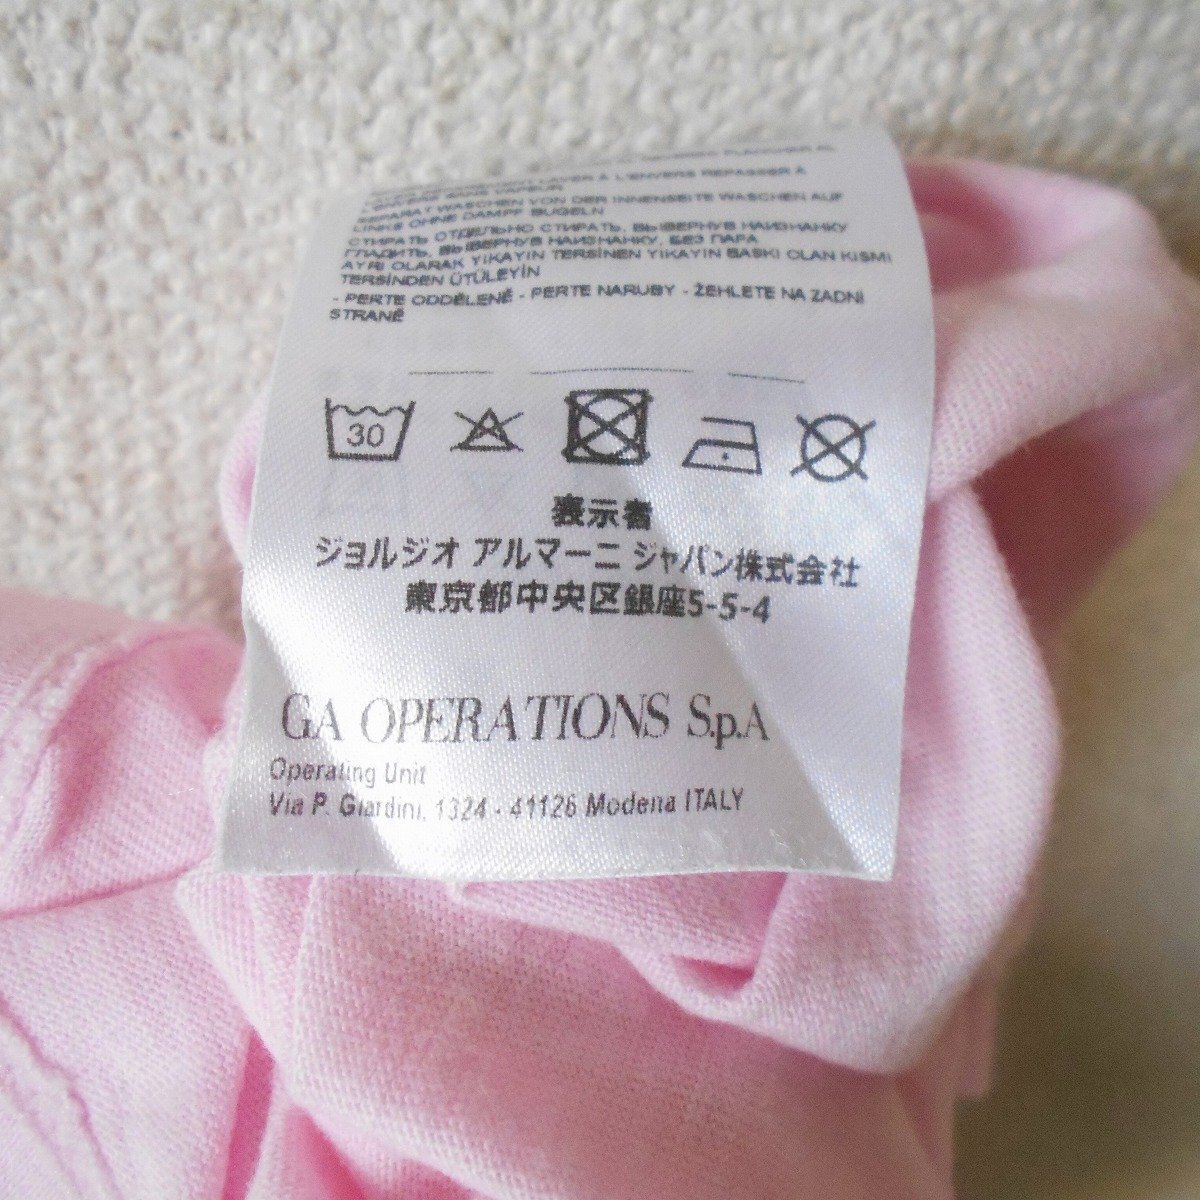 LAVER À L'ENVERS REPASSER À
L'ENVERS SANS VAPEUR
SEPARAT WASCHEN VON DER INNENSEITE WASCHEN AUF
LINKS OHNE DAMPF BÜGELN
СТИРАТЬ ОТДЕЛЬНО СТИРАТЬ, ВЫВЕРНУВ НАИЗНАНКУ
ГЛАДИТЬ, ВЫВЕРНУВ НАИЗНАНКУ, БЕЗ ПАРА
AYRI OLARAK YIKAYIN TERSİNDEN YIKAYIN BASKI OLAN KISMI
TERSİNDEN ÜTÜLEYİN
- PERTE ODDĚLENĚ - PERTE NARUBY - ŽEHLETE NA ZADNÍ
STRANĚ
30
表示者
ジョルジオ アルマーニ ジャパン株式会社
東京都中央区銀座5-5-4
GA OPERATIONS S.p.A
Operating Unit
Via P. Giardini, 1324 - 41126 Modena ITALY